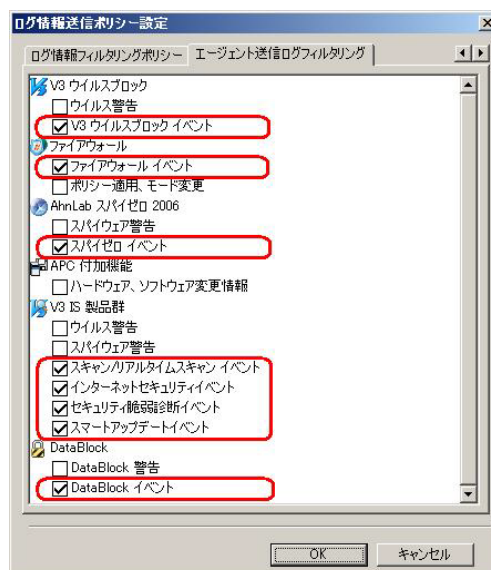 ログ情報送信ポリシー設定
ログ情報フィルタリングポリシー エージェント送信ログフィルタリング
V3 ウイルスブロック
ウイルス警告
V3 ウイルスブロック イベント
ファイアウォール
ファイアウォール イベント
ポリシー適用、モード変更
AhnLab スパイゼロ 2006
スパイウェア警告
スパイゼロ イベント
APC 付加機能
ハードウェア、ソフトウェア変更情報
V3 IS 製品群
ウイルス警告
スパイウェア警告
スキャン/リアルタイムスキャン イベント
インターネットセキュリティイベント
セキュリティ脆弱診断イベント
スマートアップデートイベント
DataBlock
DataBlock 警告
DataBlock イベント
OK キャンセル